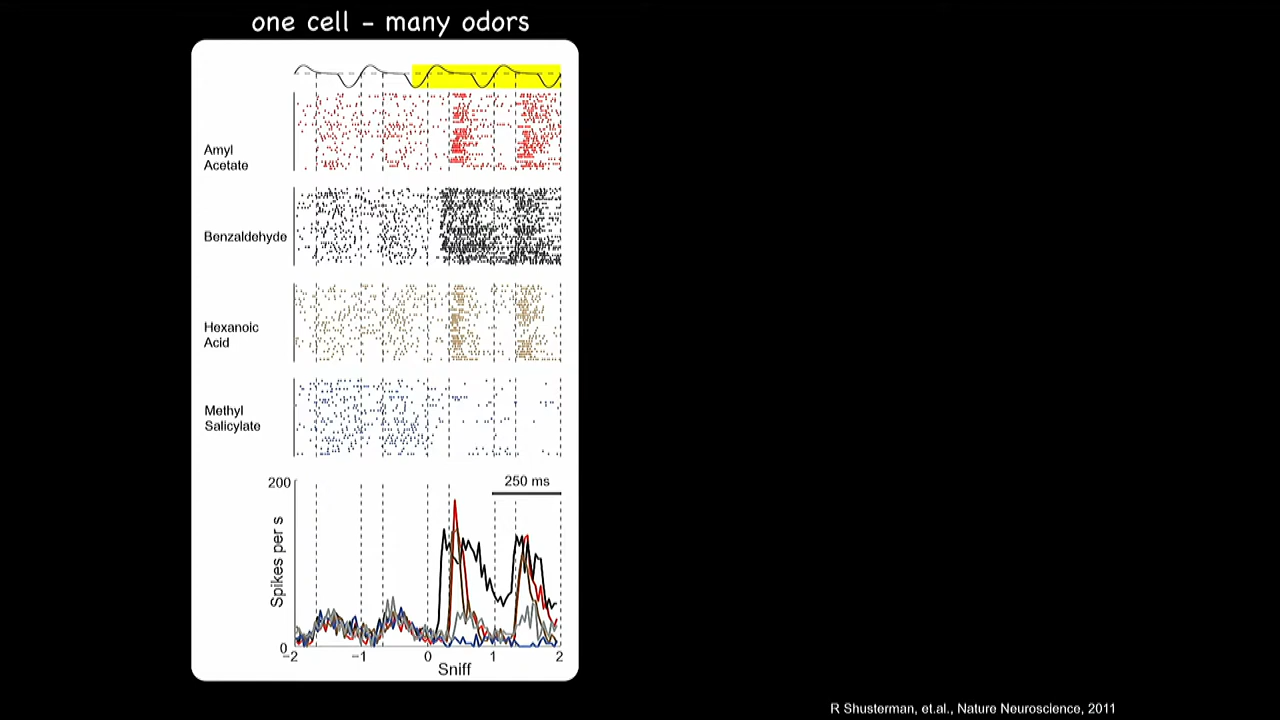 one cell – many odors
Amyl
Acetate
Benzaldehyde
Hexanoic
Acid
Methyl
Salicylate
200
250 ms
Spikes per s
0
−2
−1
0
1
2
Sniff
R Shusterman, et.al., Nature Neuroscience, 2011